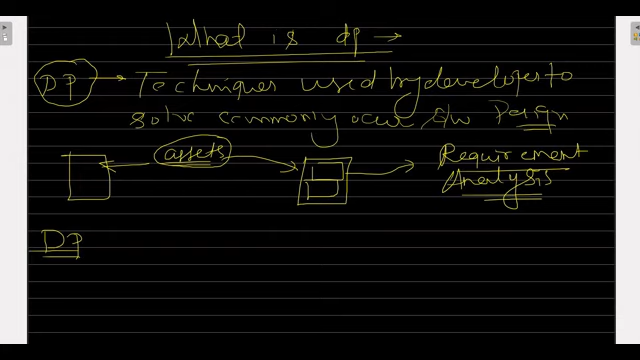 What is dp →
DP → Techniques used by developer to
solve commonly occur s/w Design
assets Requirement
Analysis
DP